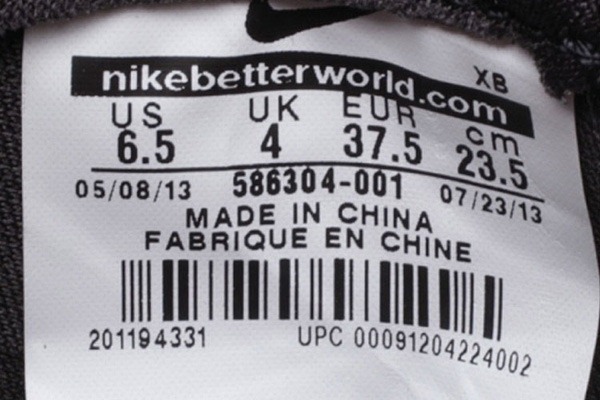 nikebetterworld.com XB
US UK EUR cm
6.5 4 37.5 23.5
05/08/13 586304-001 07/23/13
MADE IN CHINA
FABRIQUE EN CHINE
201194331 UPC 00091204224002